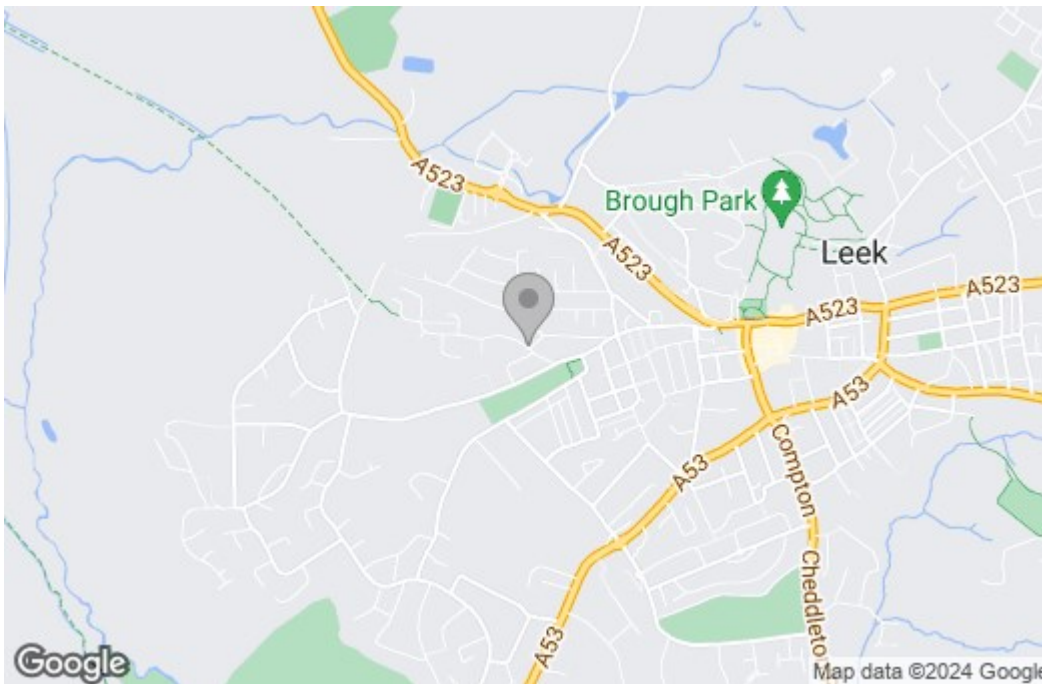 A523
Brough Park
A523
Leek
A523
A523
A53
Compton
A53
Cheddleto
A53
Google
Map data ©2024 Google